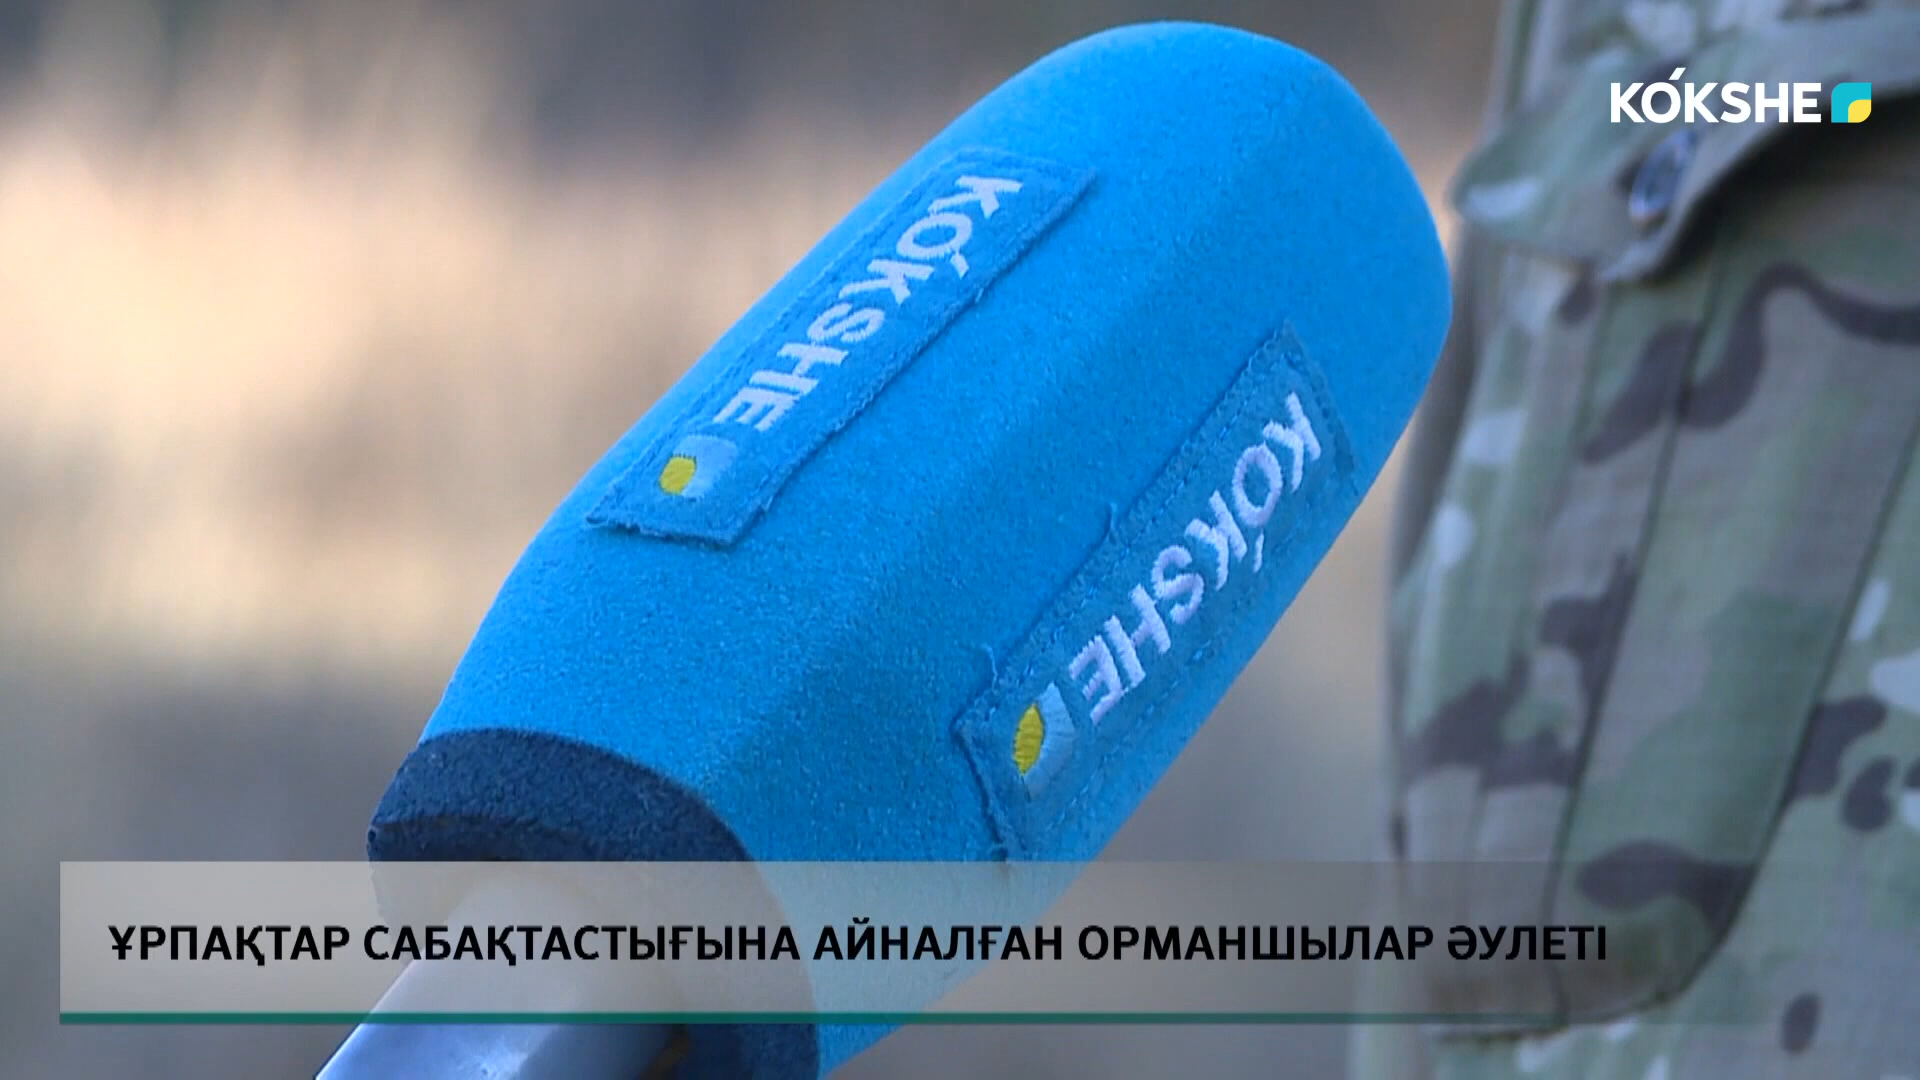 KÓKSHE
KÓKSHE
KÓKSHE
ҰРПАҚТАР САБАҚТАСТЫҒЫНА АЙНАЛҒАН ОРМАНШЫЛАР ӘУЛЕТІ